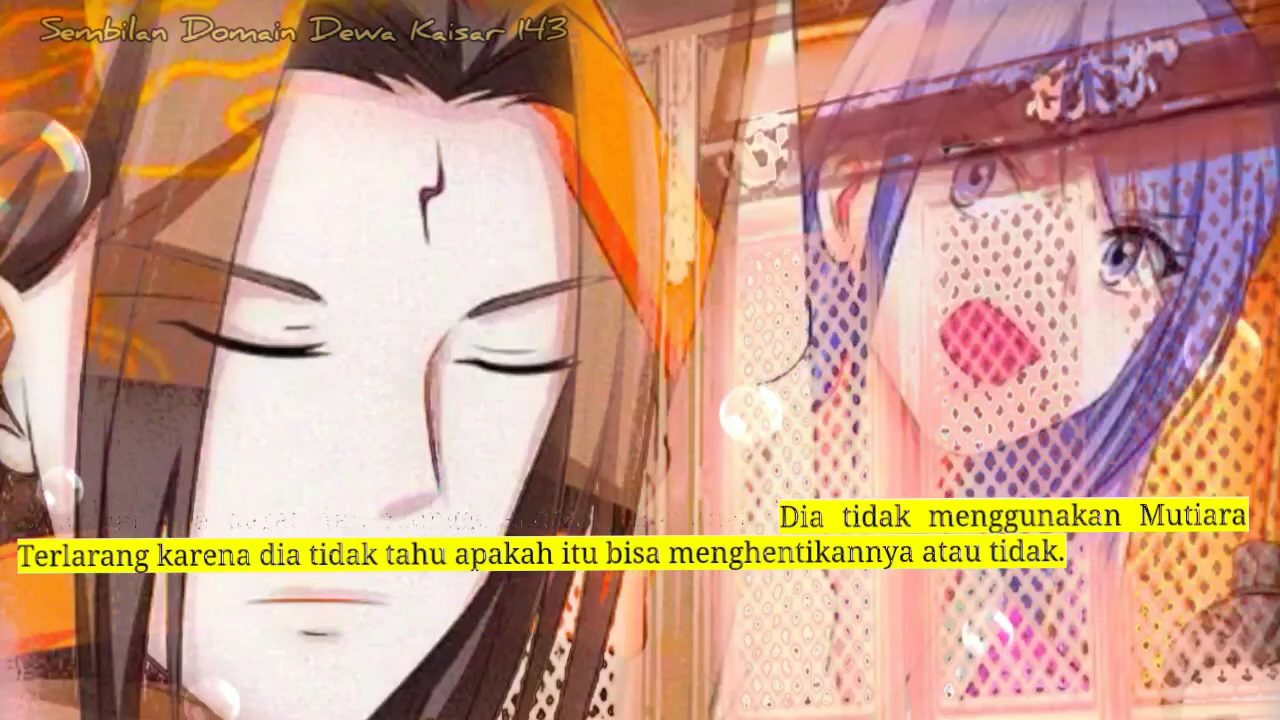 Sembilan Domain Dewa Kaisar 143
Dia tidak menggunakan Mutiara
Terlarang karena dia tidak tahu apakah itu bisa menghentikannya atau tidak.